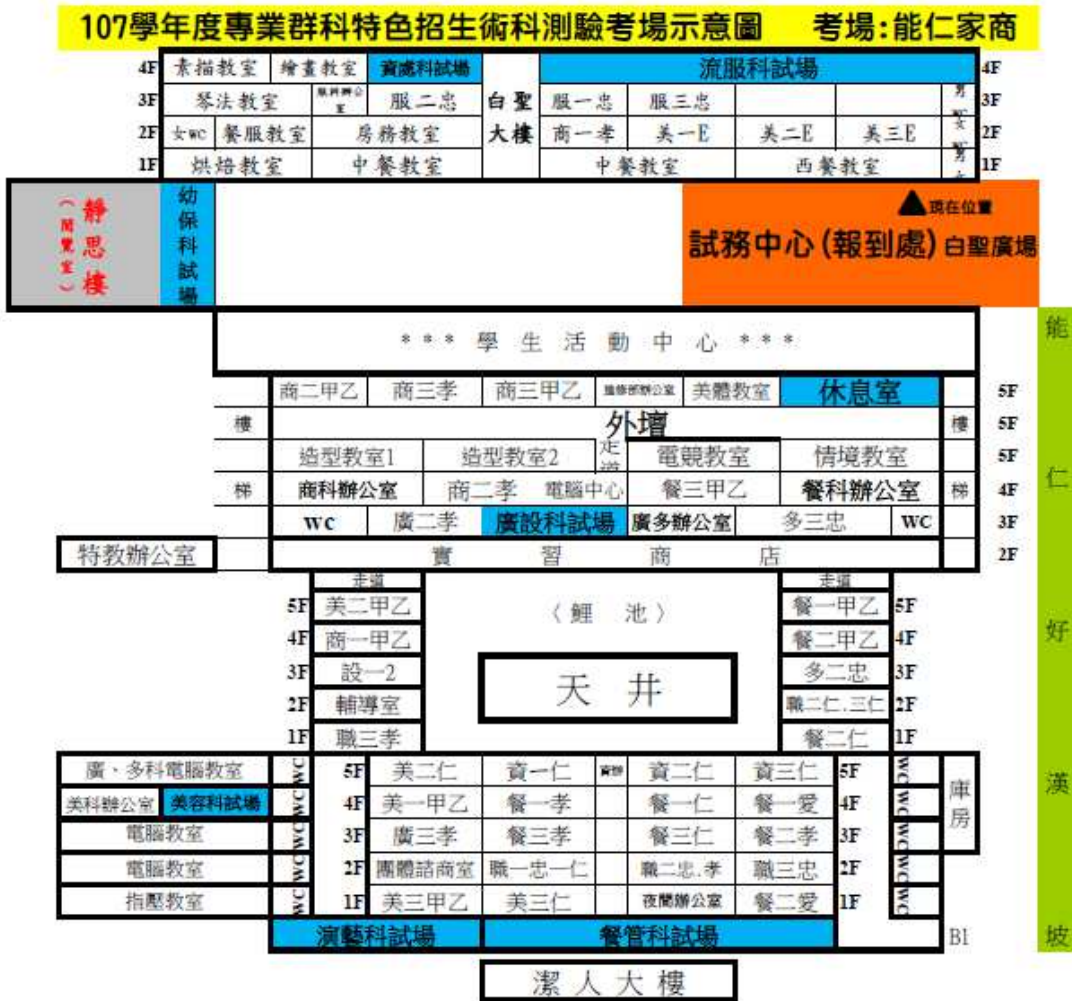 107學年度專業群科特色招生術科測驗考場示意圖 考場:能仁家商
4F 素描教室 繪畫教室 資處科試場 流服科試場 4F
3F 琴法教室 服科辦公室 服二忠 白聖 服一忠 服三忠 男 3F
2F 女WC 餐服教室 房務教室 大樓 商一孝 美一E 美二E 美三E 女 2F
1F 烘焙教室 中餐教室 中餐教室 西餐教室 男 1F
靜思樓
(閱覽室)
幼保科試場
▲現在位置
試務中心(報到處)白聖廣場
***學生活動中心***
商二甲乙 商三孝 商三甲乙 進修部辦公室 美體教室 休息室 5F
樓 外壇 樓 5F
造型教室1 造型教室2 走道 電競教室 情境教室 5F
梯 商科辦公室 商二孝 電腦中心 餐三甲乙 餐科辦公室 梯 4F
WC 廣二孝 廣設科試場 廣多辦公室 多三忠 WC 3F
特教辦公室 實習商店 2F
走道 走道
5F 美二甲乙 〈鯉 池〉 餐一甲乙 5F
4F 商一甲乙 餐二甲乙 4F
3F 設一2 天井 多二忠 3F
2F 輔導室 職二仁.三仁 2F
1F 職三孝 餐二仁 1F
廣、多科電腦教室 WC 5F 美二仁 資一仁 資辦 資二仁 資三仁 5F WC
美科辦公室 美容科試場 WC 4F 美一甲乙 餐一孝 餐一仁 餐一愛 4F WC 庫房
電腦教室 WC 3F 廣三孝 餐三孝 餐三仁 餐二孝 3F WC
電腦教室 WC 2F 團體諮商室 職一忠一仁 職二忠.孝 職三忠 2F WC
指壓教室 WC 1F 美三甲乙 美三仁 夜間辦公室 餐二愛 1F WC
演藝科試場 餐管科試場 B1
潔人大樓
能仁好漢坡